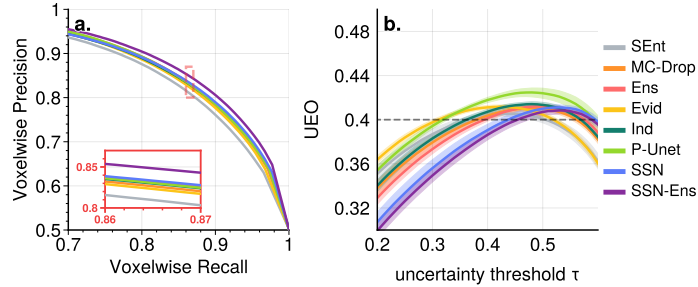 a.
Voxelwise Precision
1
0.9
0.8
0.7
0.6
0.5
0.7
0.8
0.9
1
Voxelwise Recall
0.85
0.8
0.86
0.87
b.
UEO
0.48
0.44
0.4
0.36
0.32
0.2
0.3
0.4
0.5
uncertainty threshold τ
SEnt
MC-Drop
Ens
Evid
Ind
P-Unet
SSN
SSN-Ens